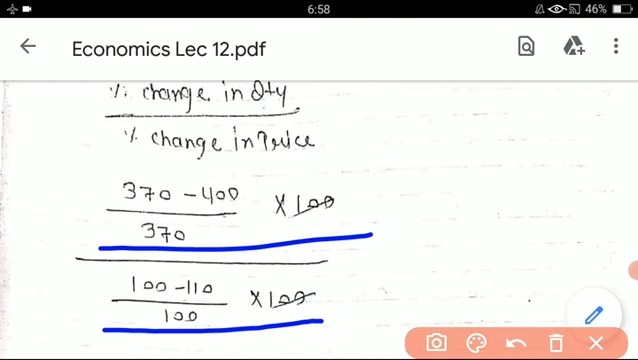 6:58
46%
Economics Lec 12.pdf
% change in Qty
% change in Price
370 - 400 × 100
370
100 - 110 × 100
100